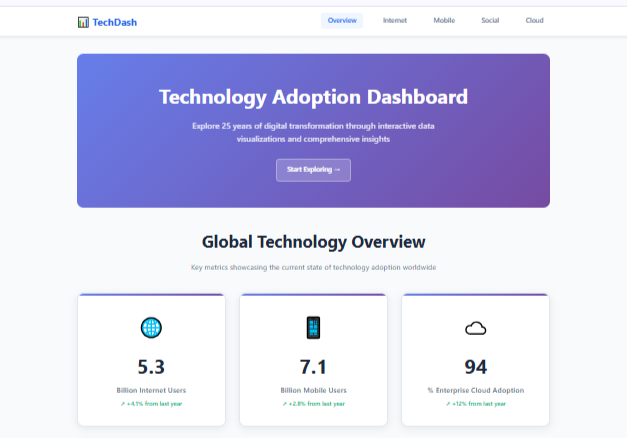 TechDash
Overview
Internet
Mobile
Social
Cloud
Technology Adoption Dashboard
Explore 25 years of digital transformation through interactive data
visualizations and comprehensive insights
Start Exploring →
Global Technology Overview
Key metrics showcasing the current state of technology adoption worldwide
5.3
Billion Internet Users
↗ +4.1% from last year
7.1
Billion Mobile Users
↗ +2.8% from last year
94
% Enterprise Cloud Adoption
↗ +12% from last year